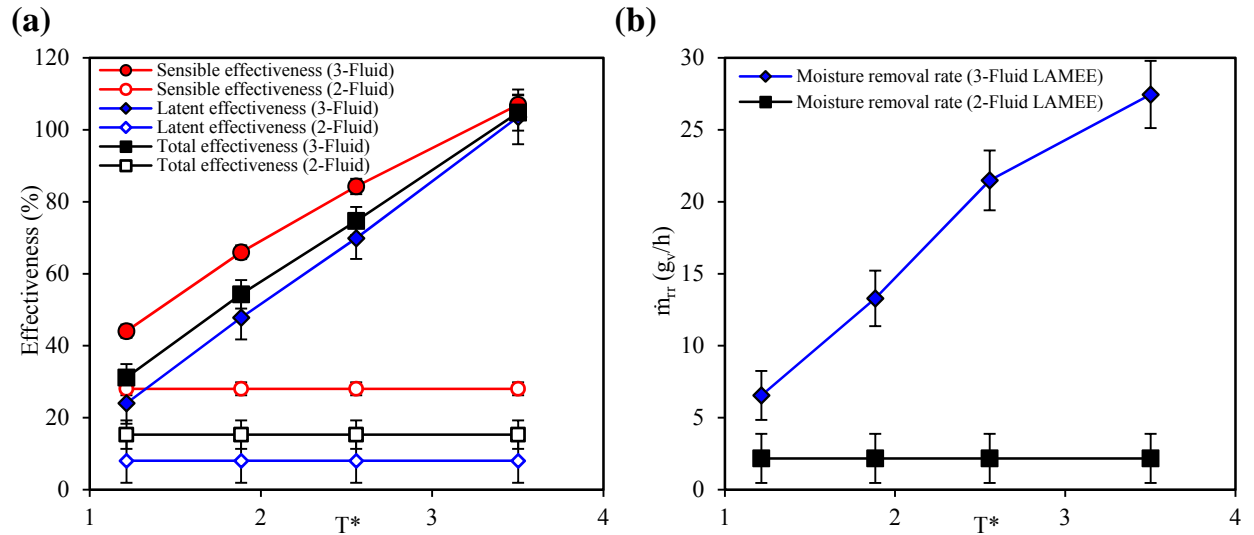 (a)
120
100
80
60
40
20
0
Effectiveness (%)
Sensible effectiveness (3-Fluid)
Sensible effectiveness (2-Fluid)
Latent effectiveness (3-Fluid)
Latent effectiveness (2-Fluid)
Total effectiveness (3-Fluid)
Total effectiveness (2-Fluid)
1 2 3 4
T*
(b)
30
25
20
15
10
5
0
ṁrr (gv/h)
Moisture removal rate (3-Fluid LAMEE)
Moisture removal rate (2-Fluid LAMEE)
1 2 3 4
T*